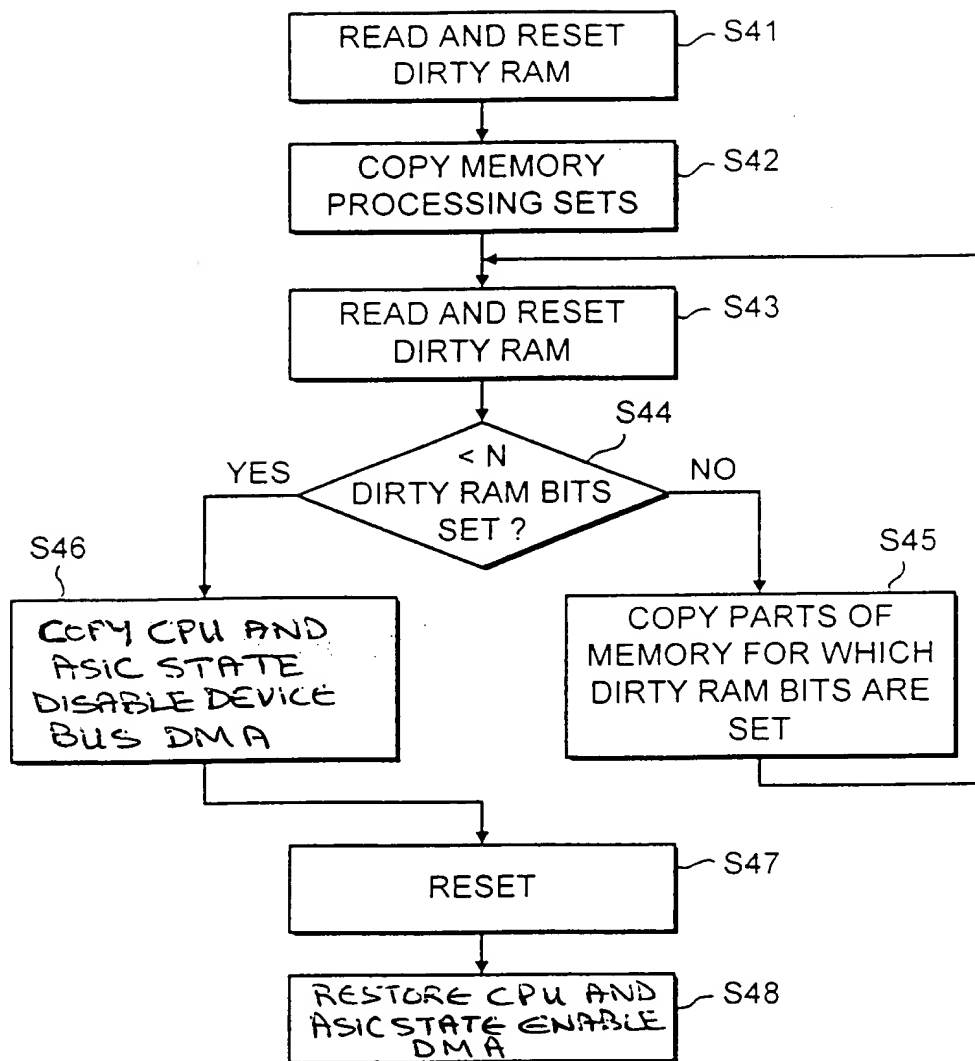 READ AND RESET
DIRTY RAM
S41
COPY MEMORY
PROCESSING SETS
S42
READ AND RESET
DIRTY RAM
S43
S44
< N
DIRTY RAM BITS
SET ?
YES
NO
S46
COPY CPU AND
ASIC STATE
DISABLE DEVICE
BUS DMA
S45
COPY PARTS OF
MEMORY FOR WHICH
DIRTY RAM BITS ARE
SET
RESET
S47
RESTORE CPU AND
ASIC STATE ENABLE
DMA
S48